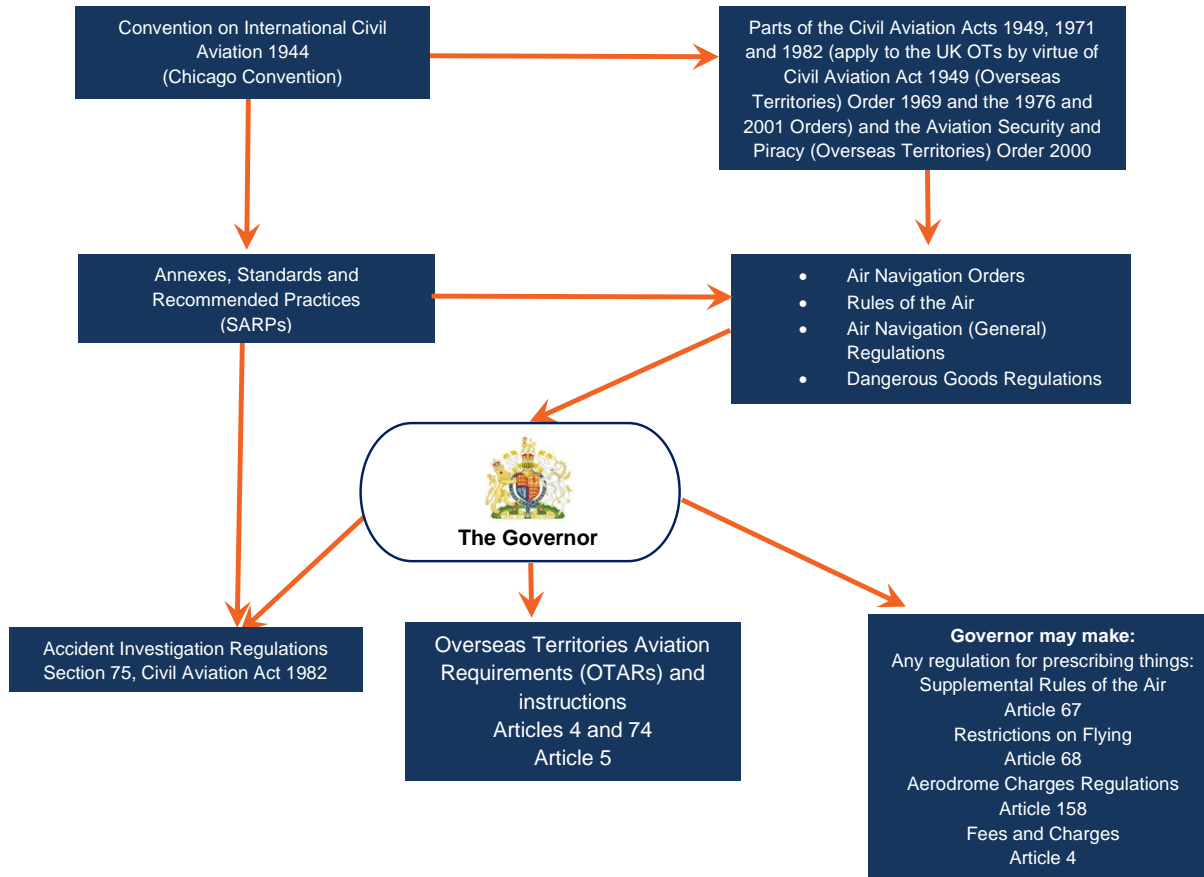 Convention on International Civil
Aviation 1944
(Chicago Convention)
Parts of the Civil Aviation Acts 1949, 1971
and 1982 (apply to the UK OTs by virtue of
Civil Aviation Act 1949 (Overseas
Territories) Order 1969 and the 1976 and
2001 Orders) and the Aviation Security and
Piracy (Overseas Territories) Order 2000
Annexes, Standards and
Recommended Practices
(SARPs)
• Air Navigation Orders
• Rules of the Air
• Air Navigation (General)
Regulations
• Dangerous Goods Regulations
The Governor
Accident Investigation Regulations
Section 75, Civil Aviation Act 1982
Overseas Territories Aviation
Requirements (OTARs) and
instructions
Articles 4 and 74
Article 5
Governor may make:
Any regulation for prescribing things:
Supplemental Rules of the Air
Article 67
Restrictions on Flying
Article 68
Aerodrome Charges Regulations
Article 158
Fees and Charges
Article 4